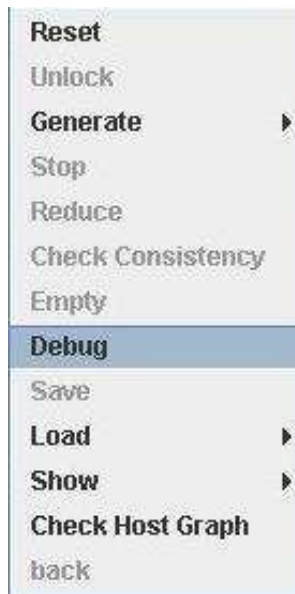 Reset
Unlock
Generate
Stop
Reduce
Check Consistency
Empty
Debug
Save
Load
Show
Check Host Graph
back